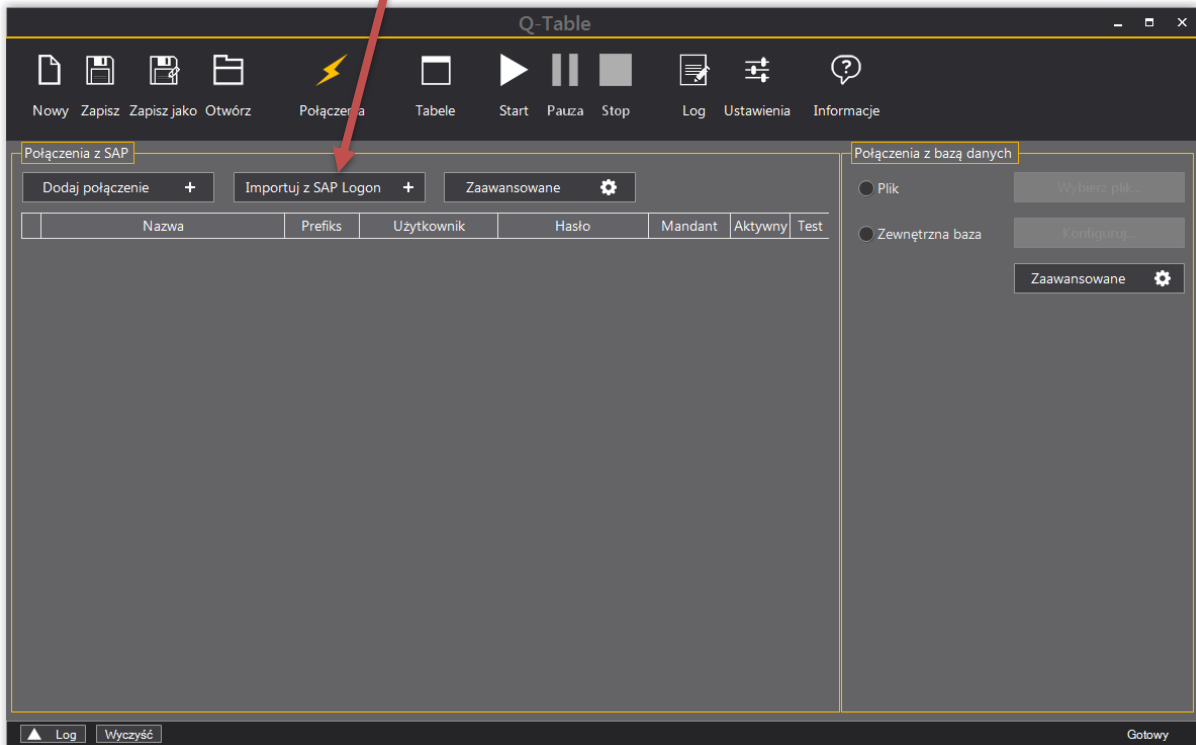 Q-Table
Nowy Zapisz Zapisz jako Otwórz Połączenia Tabele Start Pauza Stop Log Ustawienia Informacje
Połączenia z SAP
Dodaj połączenie + Importuj z SAP Logon + Zaawansowane
Nazwa Prefiks Użytkownik Hasło Mandant Aktywny Test
Połączenia z bazą danych
Plik Wybierz plik...
Zewnętrzna baza Konfiguruj...
Zaawansowane
Log Wyczyść Gotowy